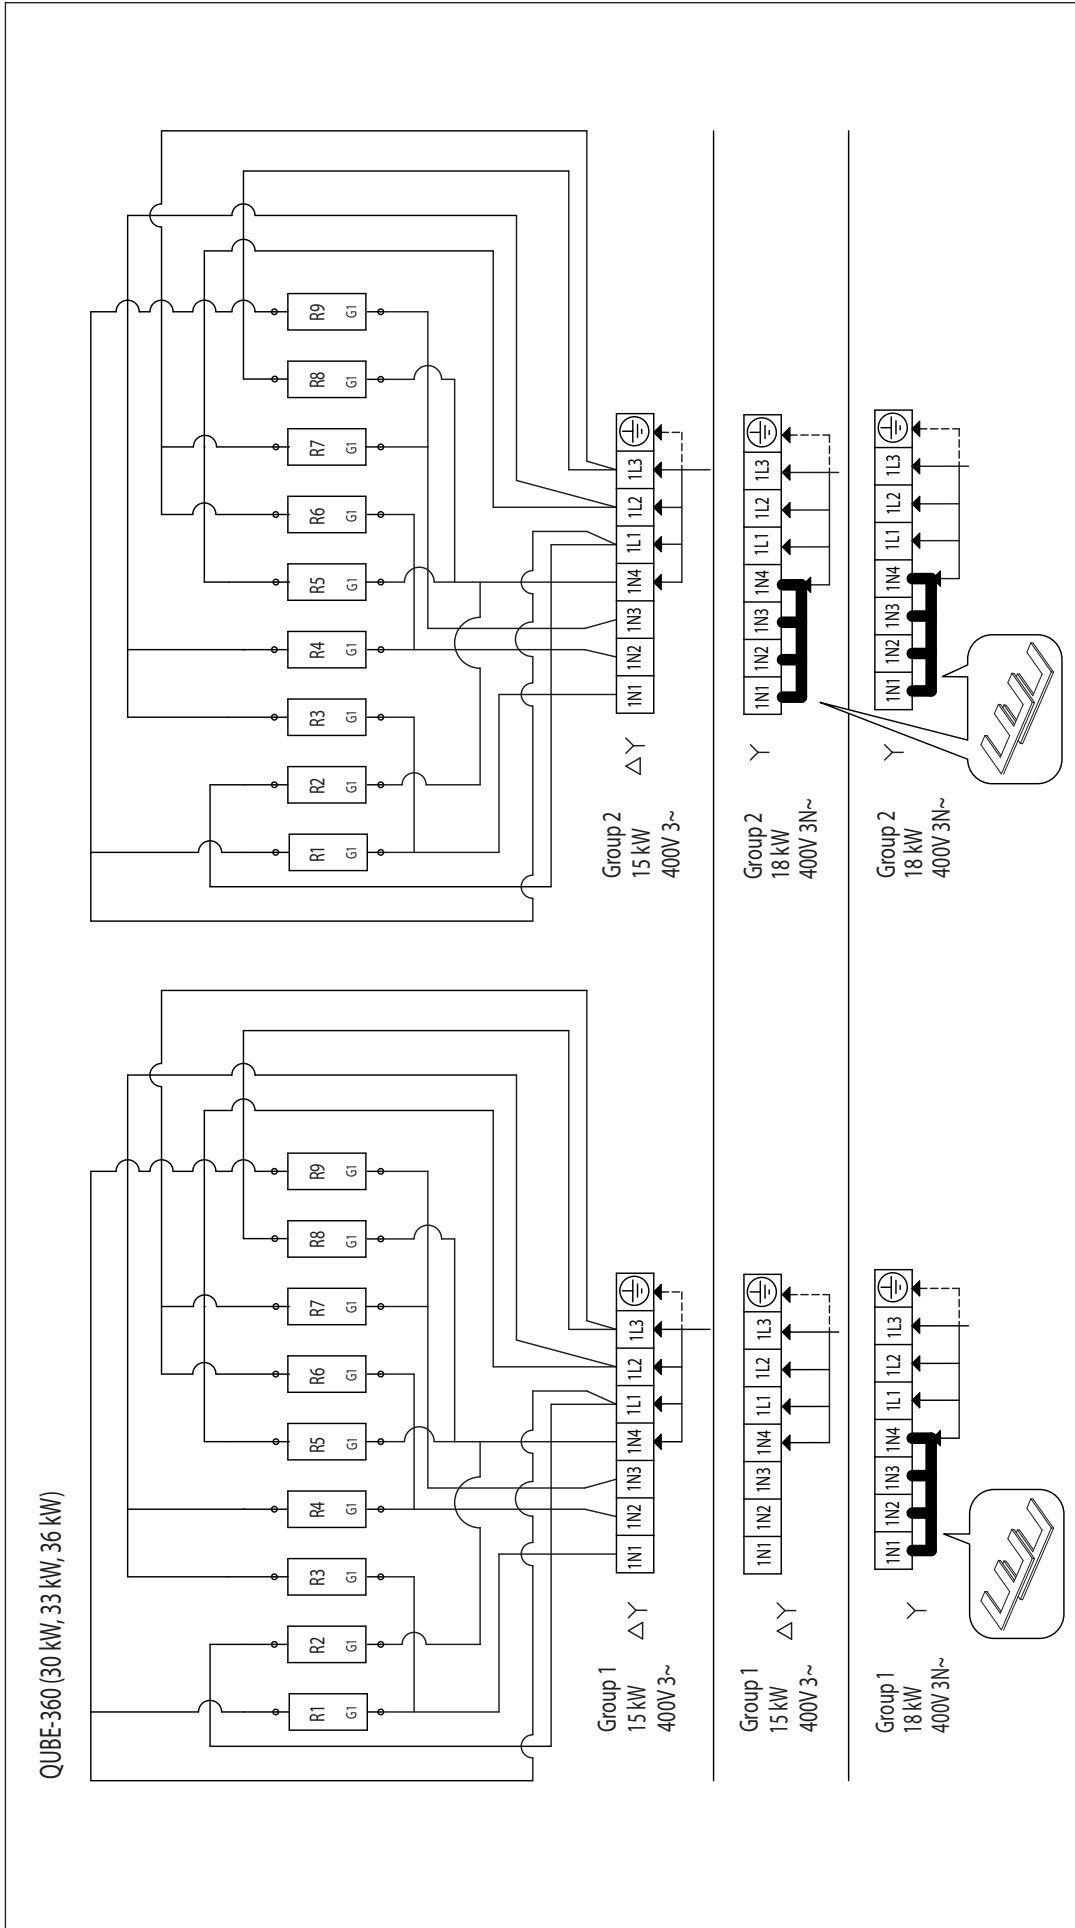 QUBE-360 (30 kW, 33 kW, 36 kW)
R1 R2 R3 R4 R5 R6 R7 R8 R9
G1 G1 G1 G1 G1 G1 G1 G1 G1
R1 R2 R3 R4 R5 R6 R7 R8 R9
G1 G1 G1 G1 G1 G1 G1 G1 G1
Group 1
15 kW
400V 3~
△Y
1N1 1N2 1N3 1N4 1L1 1L2 1L3
Group 2
15 kW
400V 3~
△Y
1N1 1N2 1N3 1N4 1L1 1L2 1L3
Group 1
15 kW
400V 3~
△Y
1N1 1N2 1N3 1N4 1L1 1L2 1L3
Group 2
18 kW
400V 3N~
Y
1N1 1N2 1N3 1N4 1L1 1L2 1L3
Group 1
18 kW
400V 3N~
Y
1N1 1N2 1N3 1N4 1L1 1L2 1L3
Group 2
18 kW
400V 3N~
Y
1N1 1N2 1N3 1N4 1L1 1L2 1L3